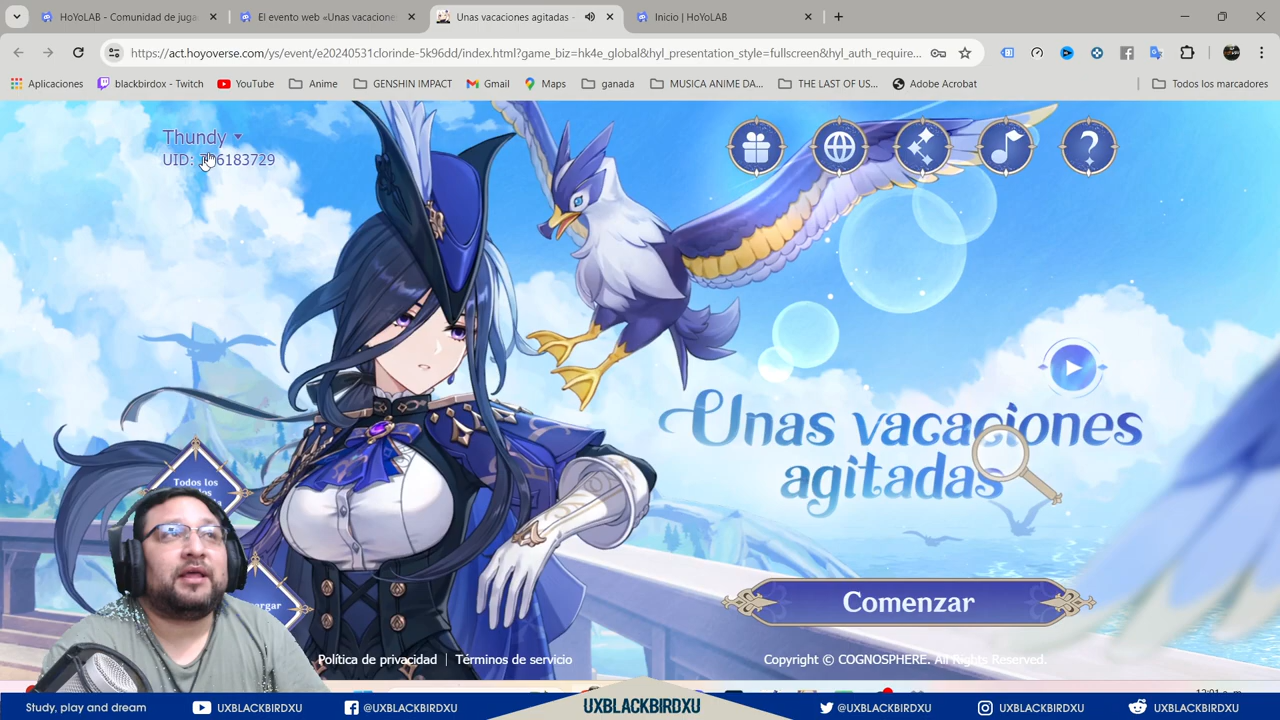 HoYoLAB - Comunidad de juga
El evento web «Unas vacacione
Unas vacaciones agitadas -
Inicio | HoYoLAB
https://act.hoyoverse.com/ys/event/e20240531clorinde-5k96dd/index.html?game_biz=hk4e_global&hyl_presentation_style=fullscreen&hyl_auth_require...
Aplicaciones
blackbirdox - Twitch
YouTube
Anime
GENSHIN IMPACT
Gmail
Maps
ganada
MUSICA ANIME DA...
THE LAST OF US...
Adobe Acrobat
Todos los marcadores
Thundy
UID: 6183729
Unas vacaciones
agitadas
Todos los
Comenzar
Política de privacidad | Términos de servicio
Copyright © COGNOSPHERE. All Rights Reserved.
Study, play and dream
UXBLACKBIRDXU
@UXBLACKBIRDXU
UXBLACKBIRDXU
@UXBLACKBIRDXU
UXBLACKBIRDXU
UXBLACKBIRDXU